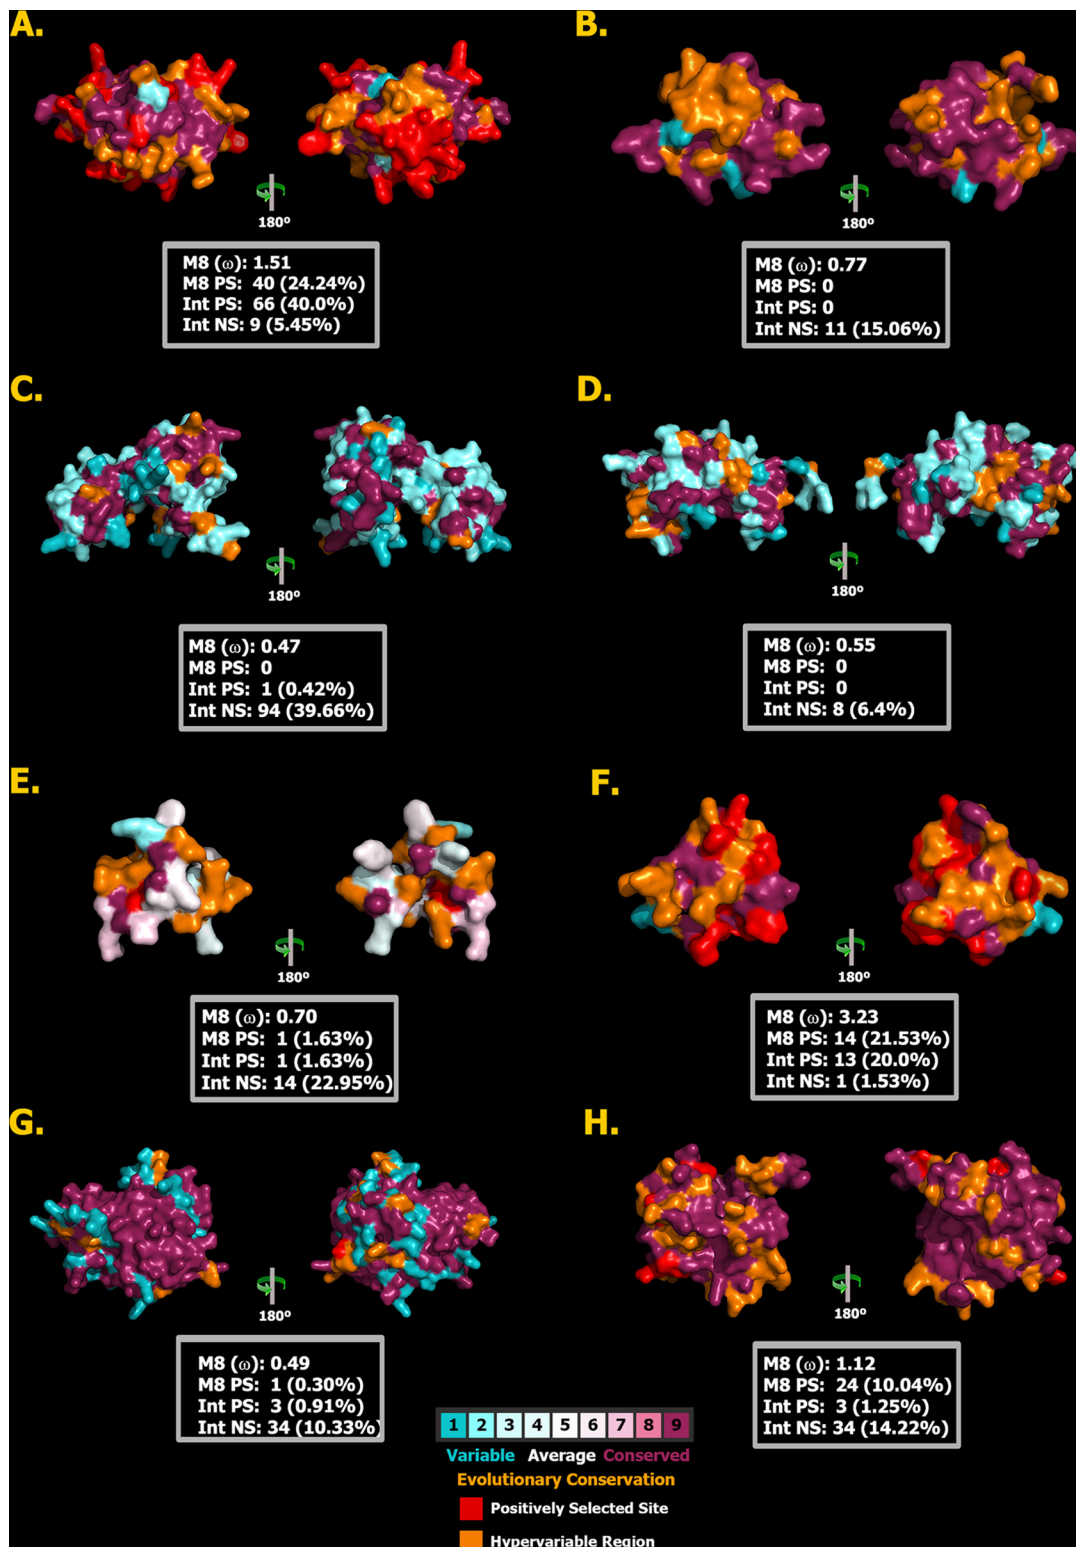 A.
B.
180º
180º
M8 (ω): 1.51
M8 PS: 40 (24.24%)
Int PS: 66 (40.0%)
Int NS: 9 (5.45%)
M8 (ω): 0.77
M8 PS: 0
Int PS: 0
Int NS: 11 (15.06%)
C.
D.
180º
180º
M8 (ω): 0.47
M8 PS: 0
Int PS: 1 (0.42%)
Int NS: 94 (39.66%)
M8 (ω): 0.55
M8 PS: 0
Int PS: 0
Int NS: 8 (6.4%)
E.
F.
180º
180º
M8 (ω): 0.70
M8 PS: 1 (1.63%)
Int PS: 1 (1.63%)
Int NS: 14 (22.95%)
M8 (ω): 3.23
M8 PS: 14 (21.53%)
Int PS: 13 (20.0%)
Int NS: 1 (1.53%)
G.
H.
180º
180º
M8 (ω): 0.49
M8 PS: 1 (0.30%)
Int PS: 3 (0.91%)
Int NS: 34 (10.33%)
M8 (ω): 1.12
M8 PS: 24 (10.04%)
Int PS: 3 (1.25%)
Int NS: 34 (14.22%)
1 2 3 4 5 6 7 8 9
Variable Average Conserved
Evolutionary Conservation
Positively Selected Site
Hypervariable Region